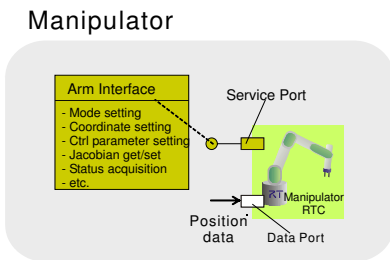 Manipulator
Arm Interface
- Mode setting
- Coordinate setting
- Ctrl parameter setting
- Jacobian get/set
- Status acquisition
- etc.
Service Port
RT
Manipulator
RTC
Position
data
Data Port